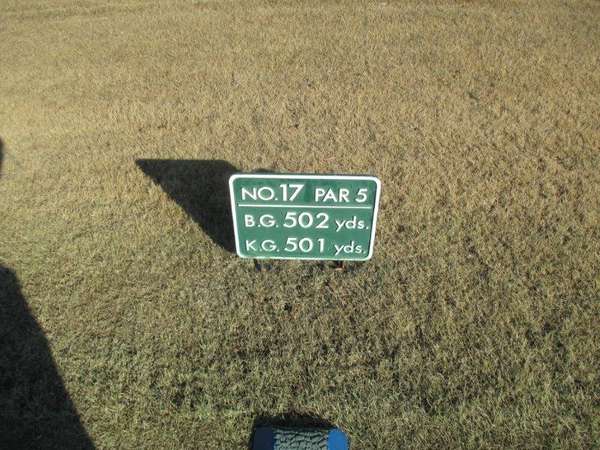 NO.17 PAR 5
B.G. 502 yds.
K.G. 501 yds.